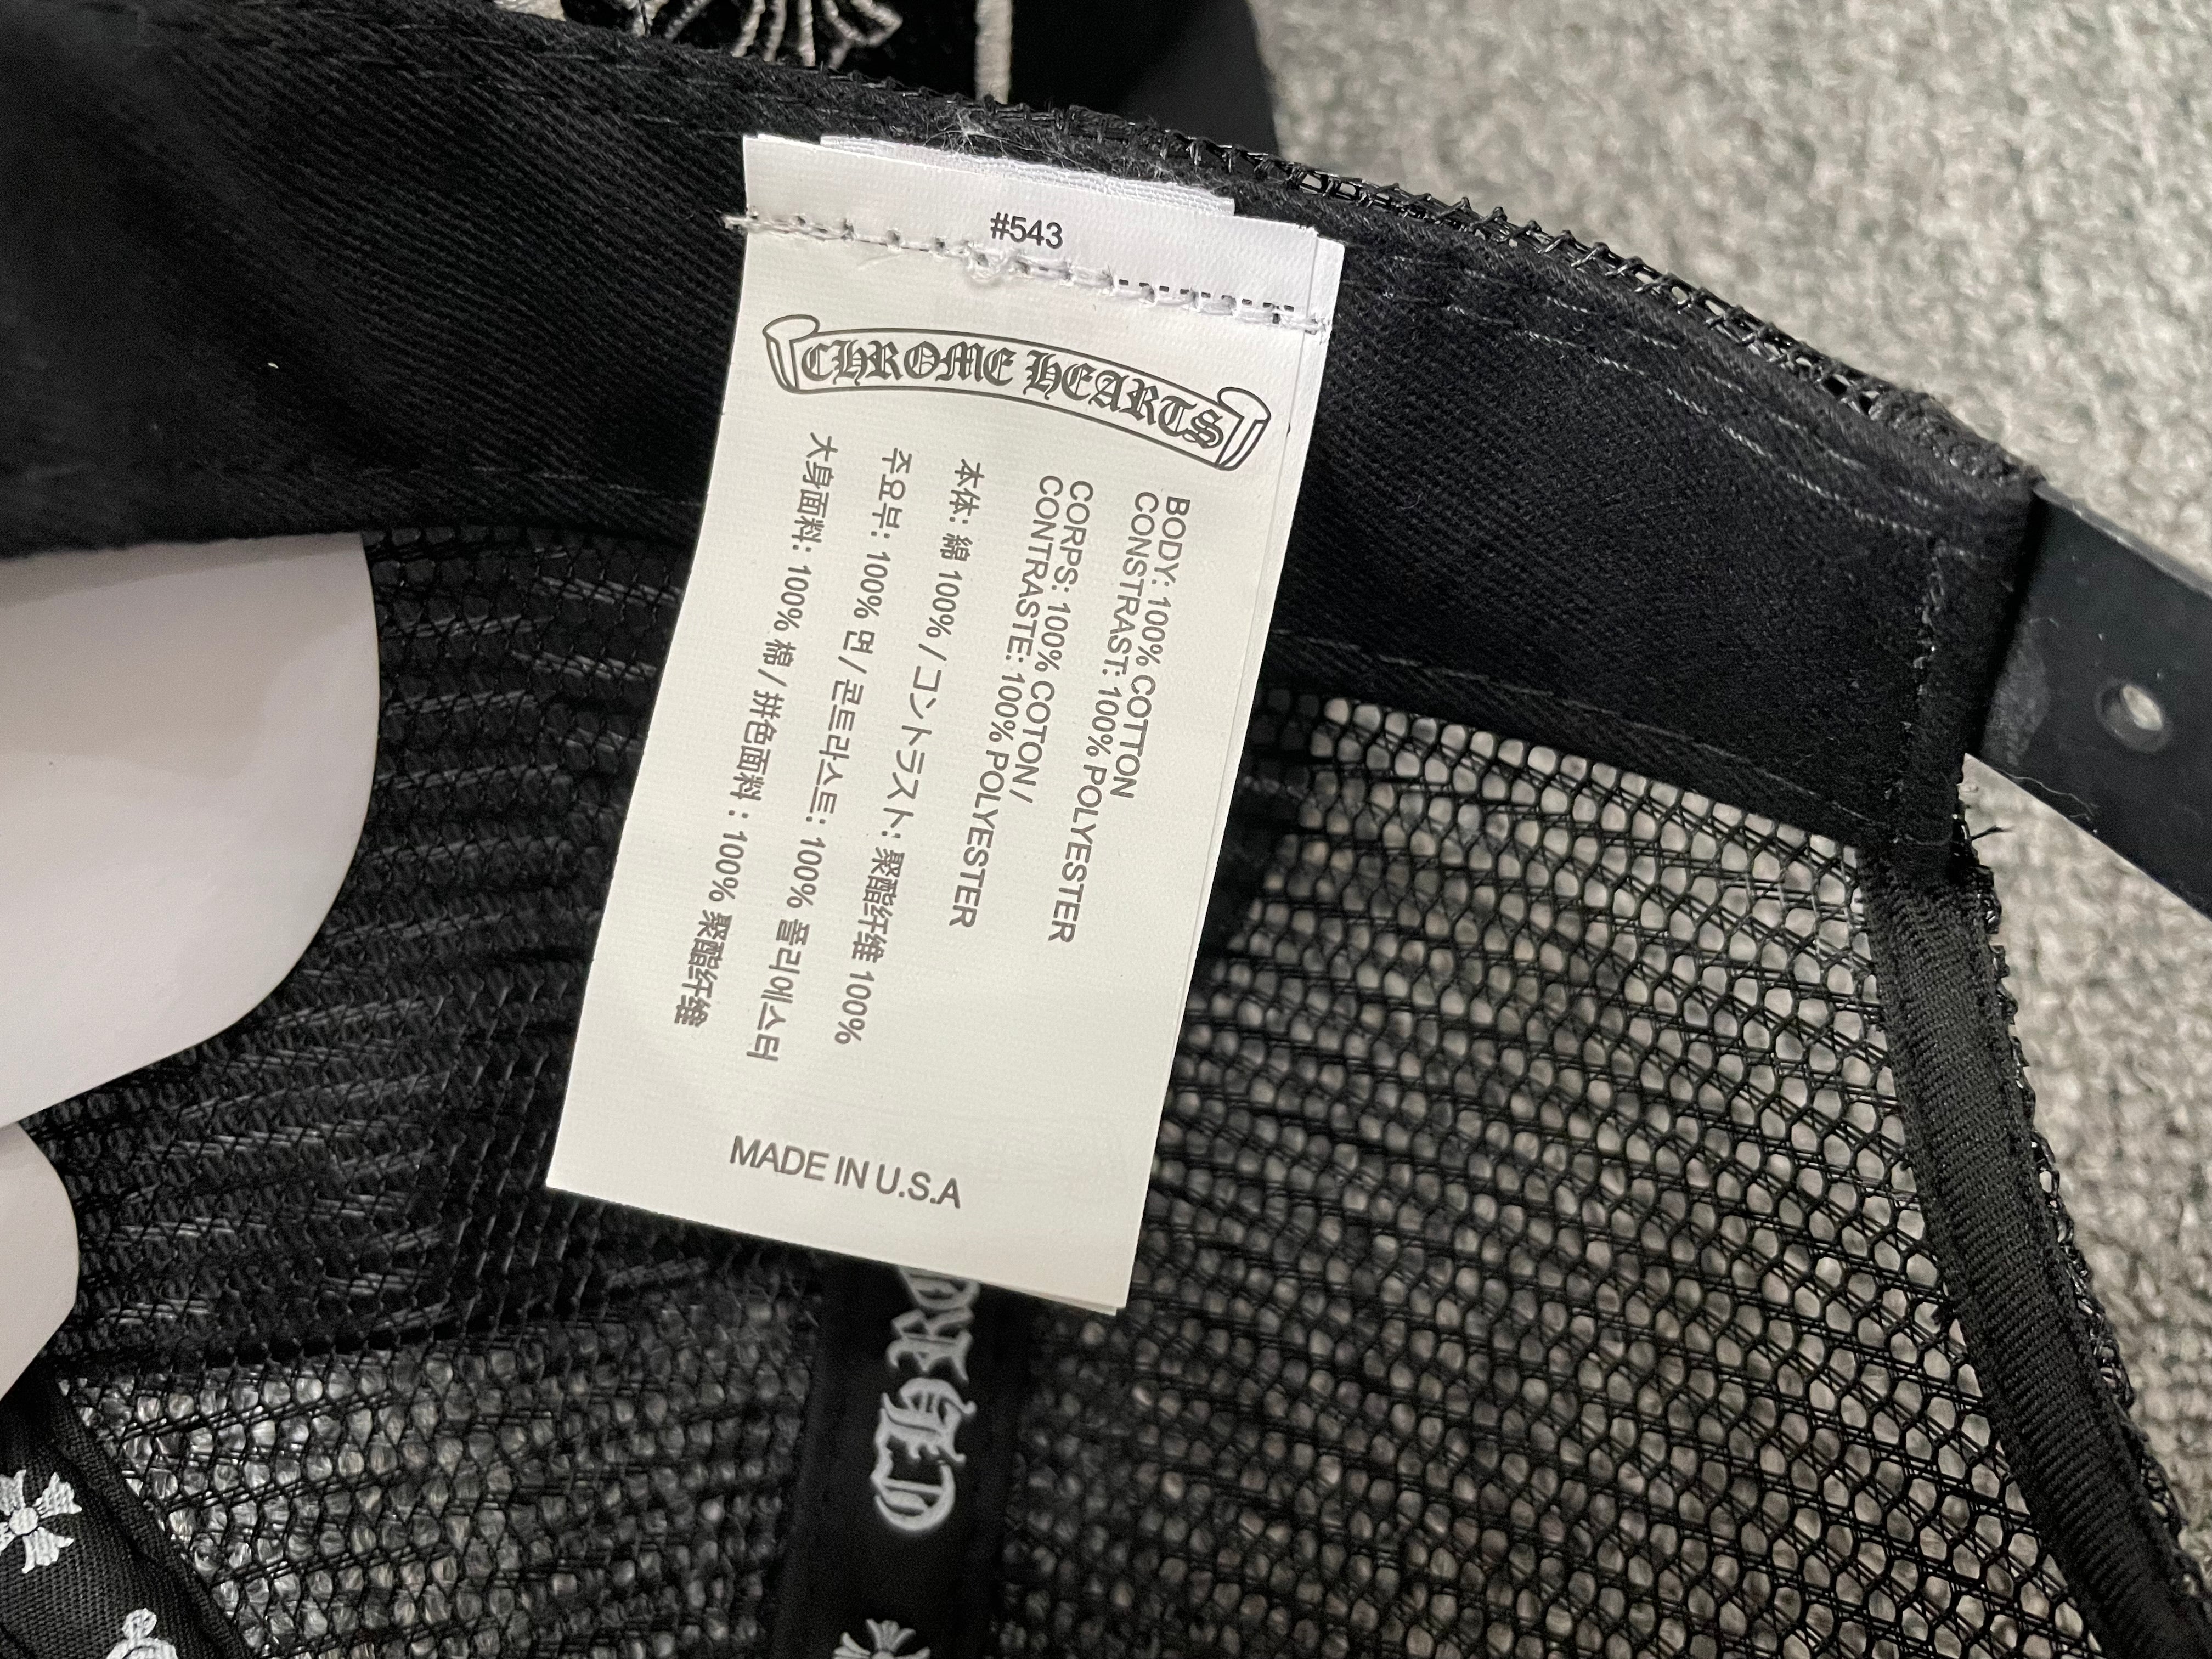 #543
CHROME HEARTS
BODY: 100% COTTON
CONSTRAST: 100% POLYESTER
CORPS: 100% COTON /
CONTRASTE: 100% POLYESTER
本体: 綿 100% / コントラスト: 聚酯纤维 100%
주요부: 100% 면 / 콘트라스트: 100% 폴리에스터
大身面料: 100% 棉 / 拼色面料: 100% 聚酯纤维
MADE IN U.S.A
CHRO